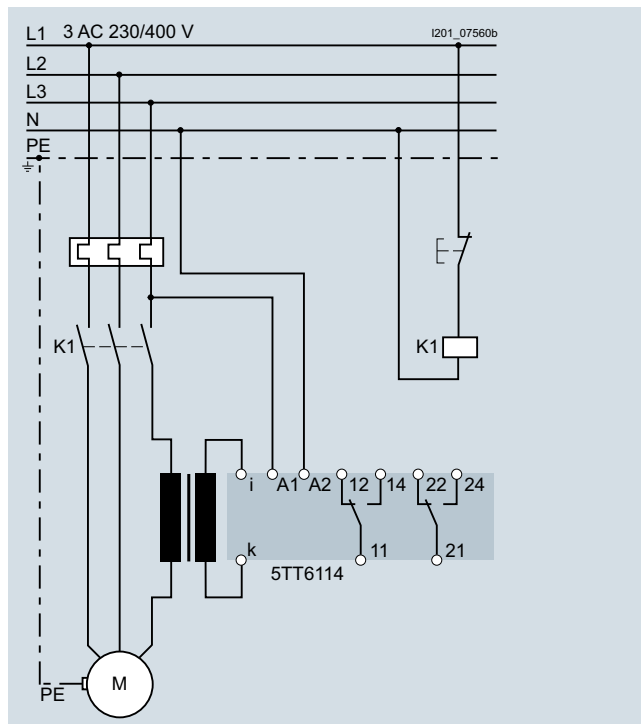 L1 3 AC 230/400 V
I201_07560b
L2
L3
N
PE
K1
K1
i A1 A2 12 14 22 24
k 11 21
5TT6114
PE M